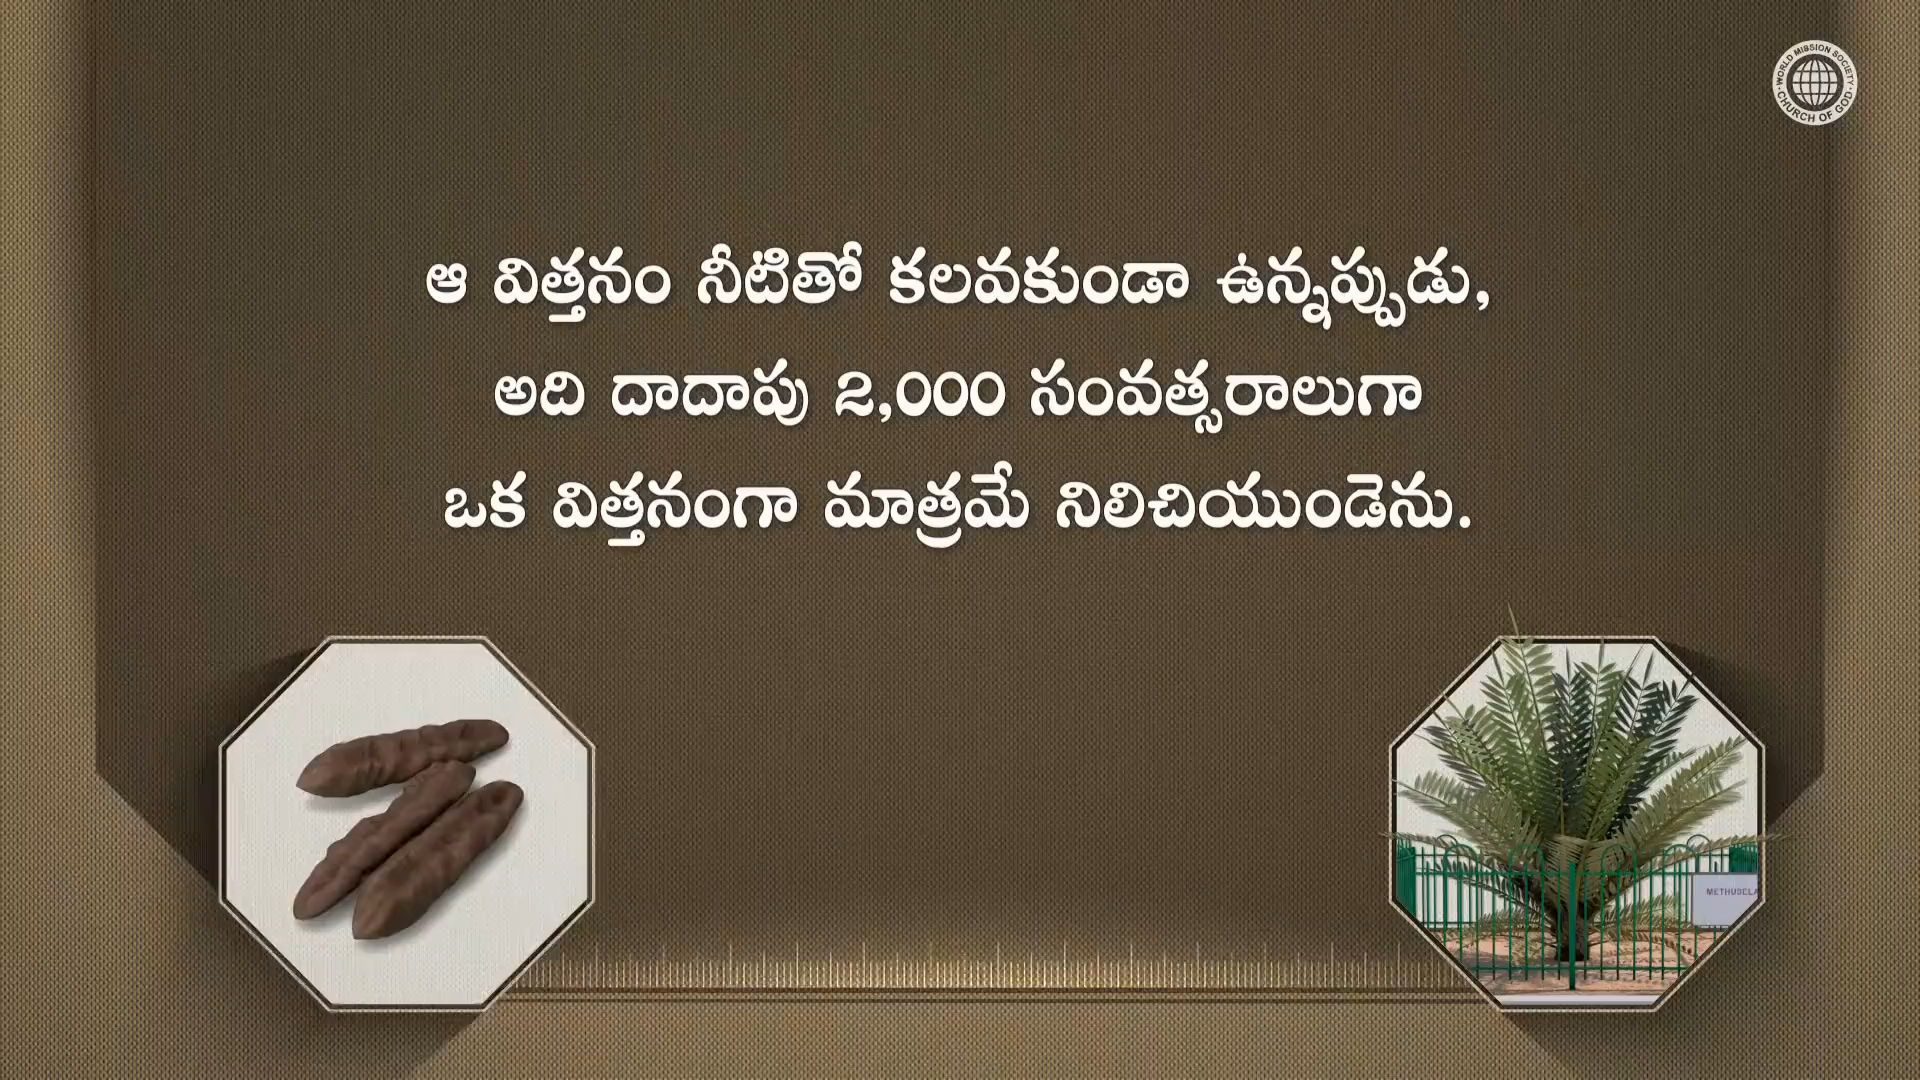 WORLD MISSION SOCIETY
CHURCH OF GOD
ఆ విత్తనం నీటితో కలవకుండా ఉన్నప్పుడు,
అది దాదాపు 2,000 సంవత్సరాలుగా
ఒక విత్తనంగా మాత్రమే నిలిచియుండెను.